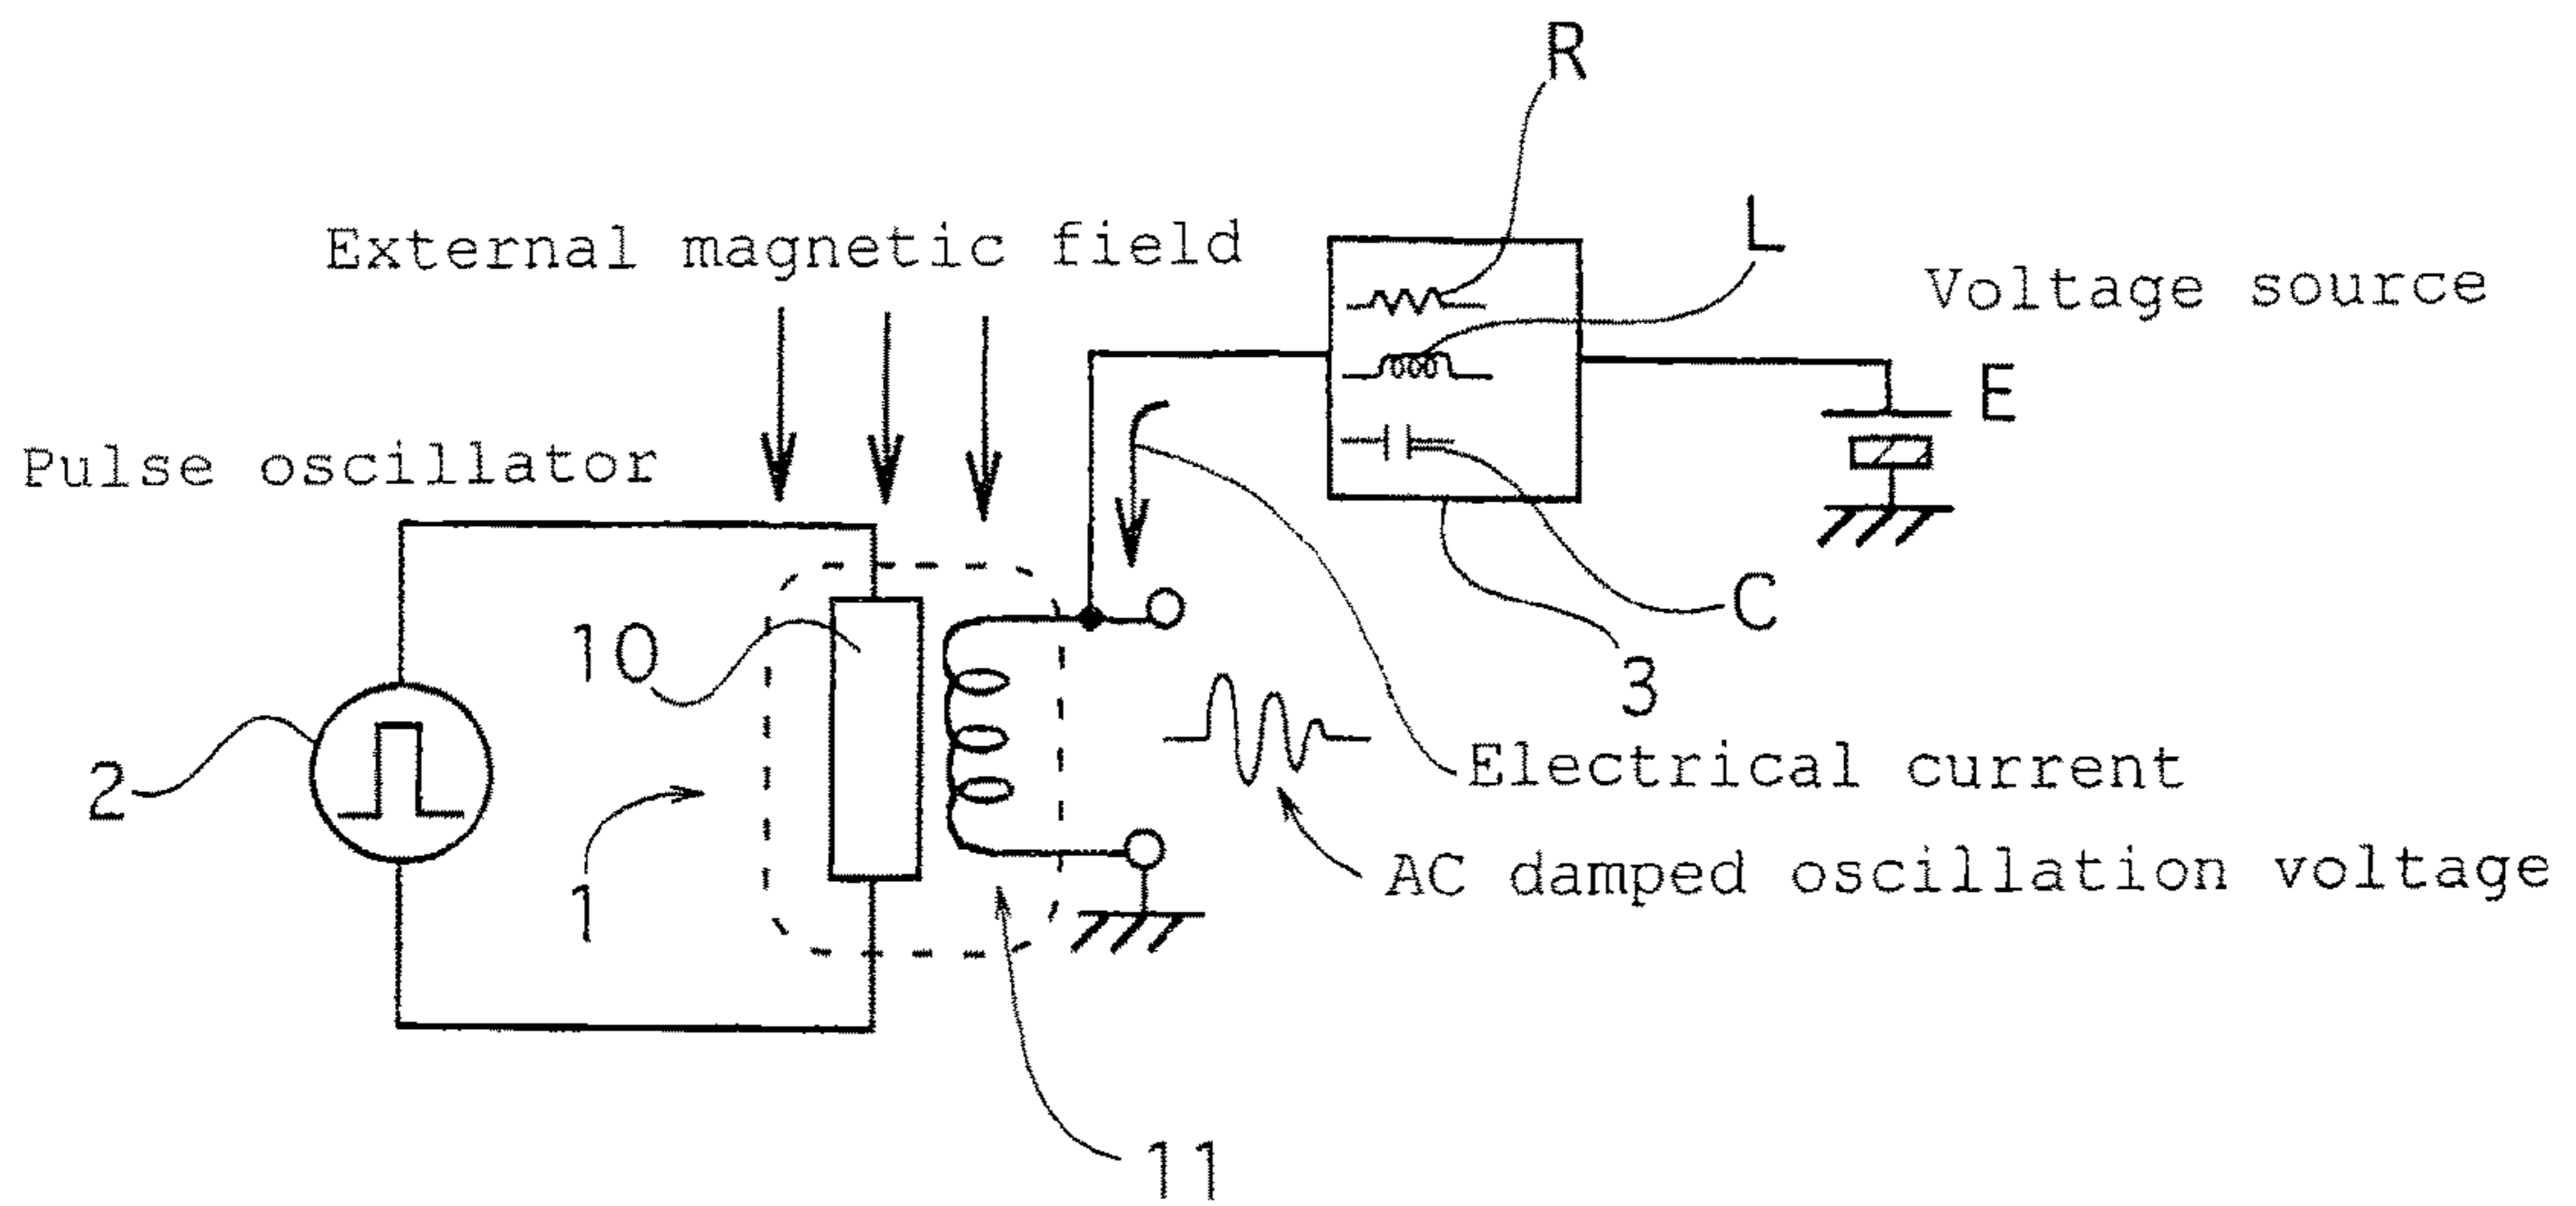 R
L
External magnetic field
Voltage source
E
Pulse oscillator
C
10
3
2
Electrical current
1
AC damped oscillation voltage
11